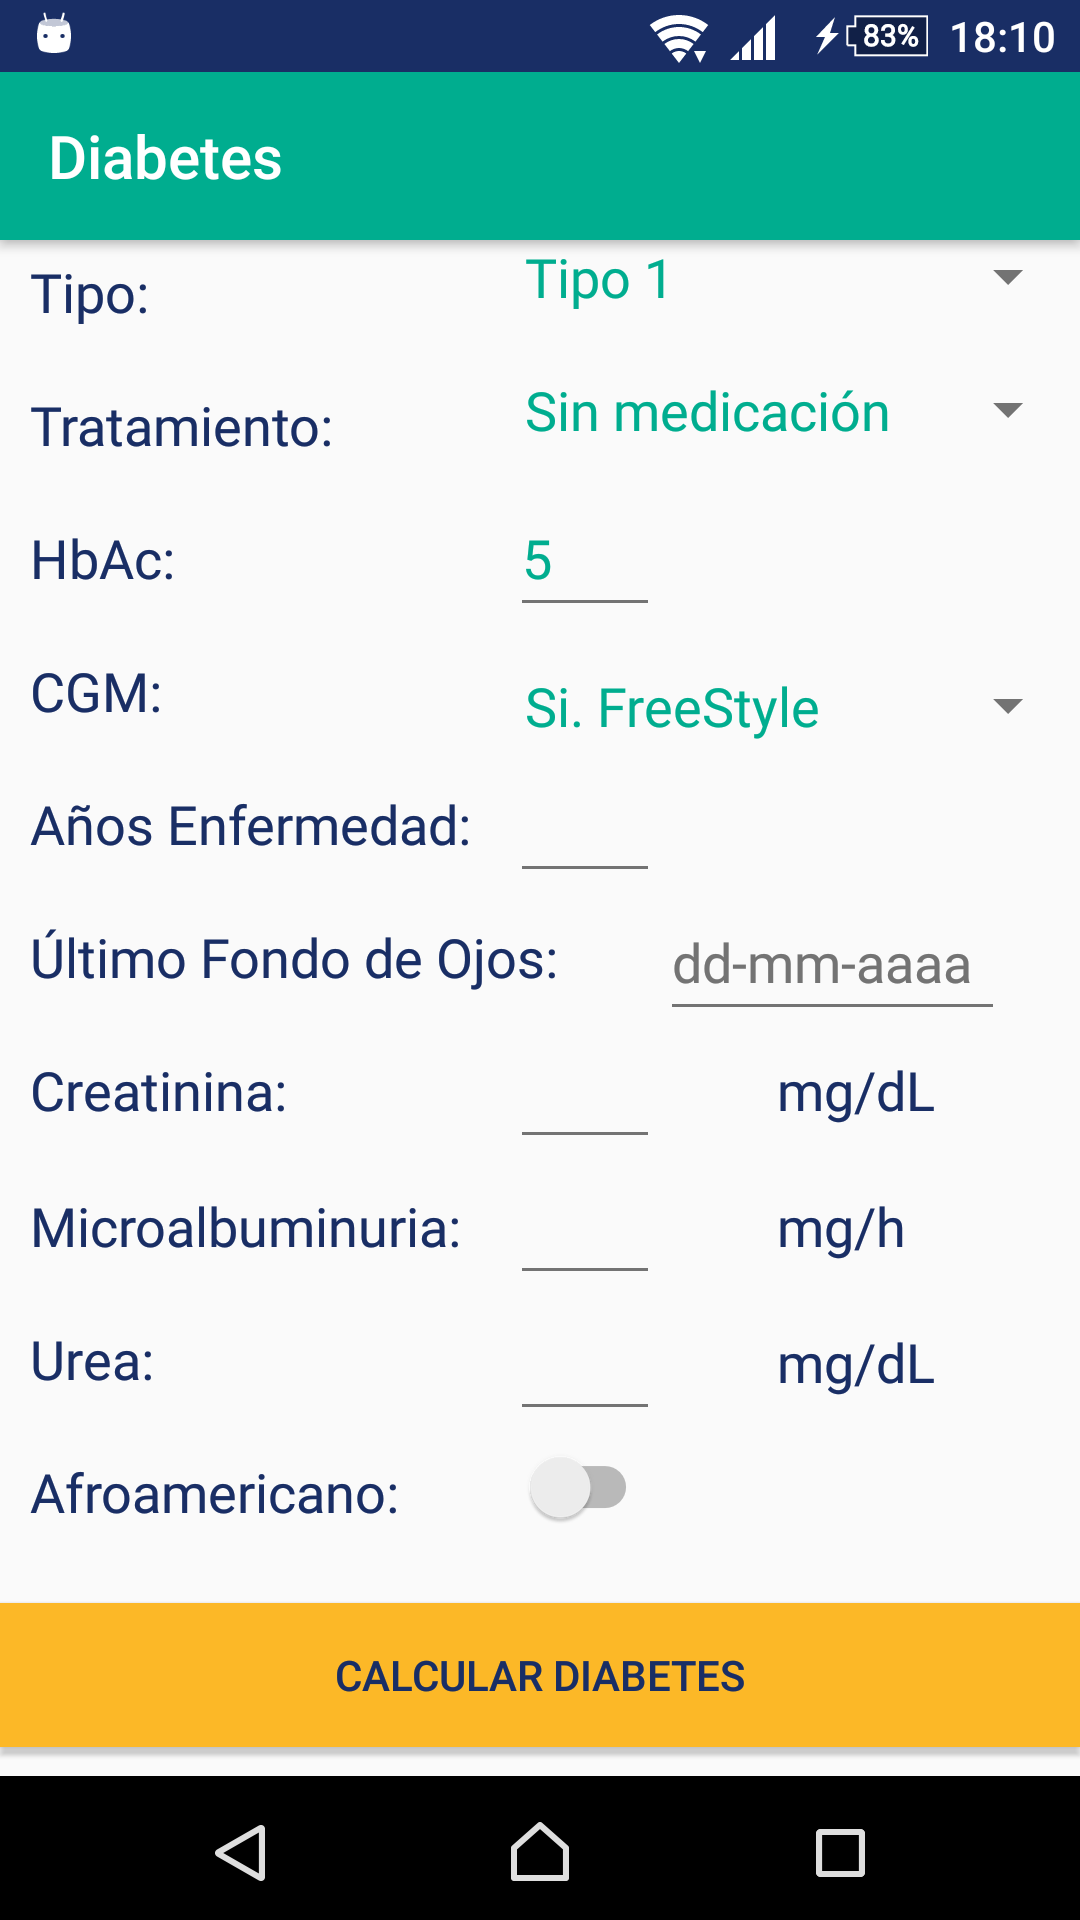 83% 18:10
Diabetes
Tipo: Tipo 1
Tratamiento: Sin medicación
HbAc: 5
CGM: Si. FreeStyle
Años Enfermedad:
Último Fondo de Ojos: dd-mm-aaaa
Creatinina: mg/dL
Microalbuminuria: mg/h
Urea: mg/dL
Afroamericano:
CALCULAR DIABETES